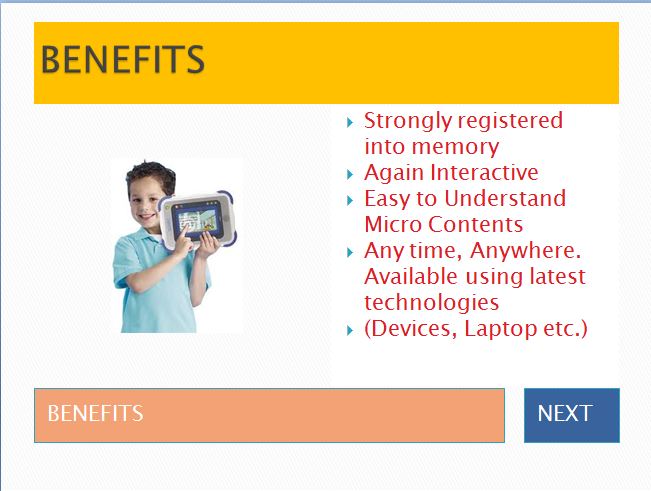 BENEFITS
Strongly registered
into memory
Again Interactive
Easy to Understand
Micro Contents
Any time, Anywhere.
Available using latest
technologies
(Devices, Laptop etc.)
BENEFITS
NEXT